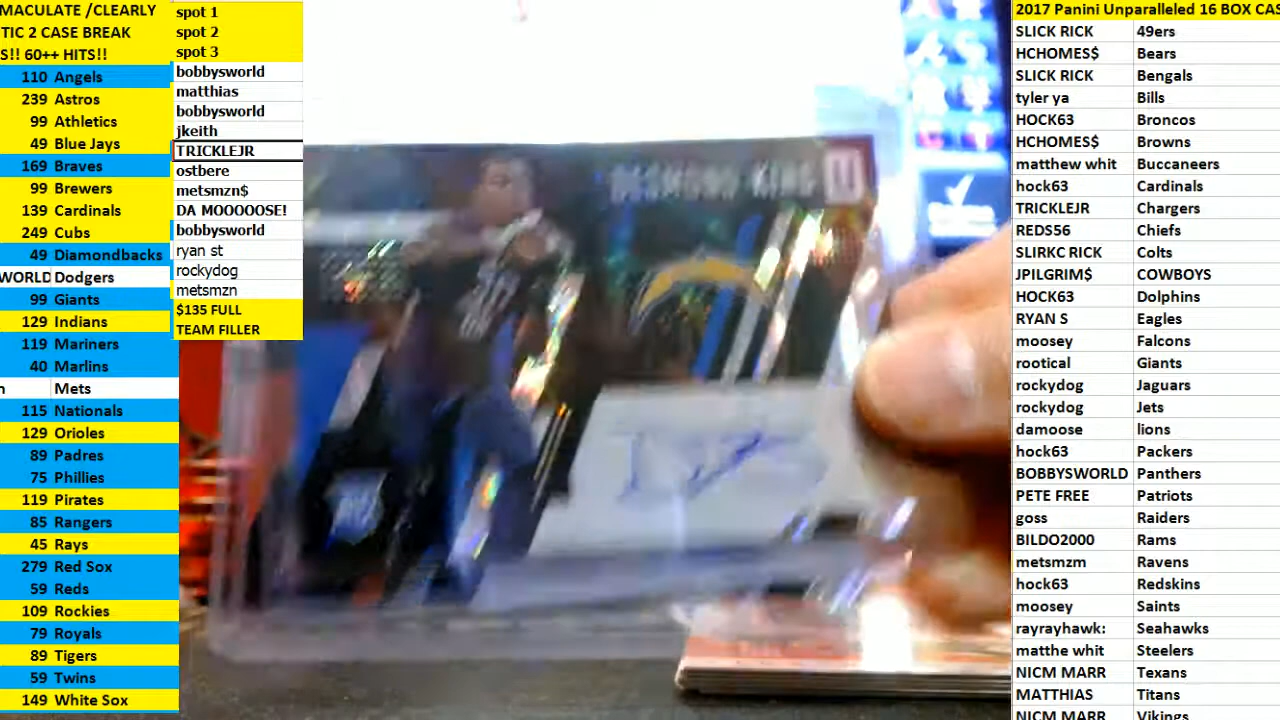 MACULATE /CLEARLY
TIC 2 CASE BREAK
S!! 60++ HITS!!
110 Angels
239 Astros
99 Athletics
49 Blue Jays
169 Braves
99 Brewers
139 Cardinals
249 Cubs
49 Diamondbacks
WORLD Dodgers
99 Giants
129 Indians
119 Mariners
40 Marlins
n Mets
115 Nationals
129 Orioles
89 Padres
75 Phillies
119 Pirates
85 Rangers
45 Rays
279 Red Sox
59 Reds
109 Rockies
79 Royals
89 Tigers
59 Twins
149 White Sox
spot 1
spot 2
spot 3
bobbysworld
matthias
bobbysworld
jkeith
TRICKLEJR
ostbere
metsmzn$
DA MOOOOOSE!
bobbysworld
ryan st
rockydog
metsmzn
$135 FULL
TEAM FILLER
DESMOND KING
2017 Panini Unparalleled 16 BOX CAS
SLICK RICK 49ers
HCHOMES$ Bears
SLICK RICK Bengals
tyler ya Bills
HOCK63 Broncos
HCHOMES$ Browns
matthew whit Buccaneers
hock63 Cardinals
TRICKLEJR Chargers
REDS56 Chiefs
SLIRKC RICK Colts
JPILGRIM$ COWBOYS
HOCK63 Dolphins
RYAN S Eagles
moosey Falcons
rootical Giants
rockydog Jaguars
rockydog Jets
damoose lions
hock63 Packers
BOBBYSWORLD Panthers
PETE FREE Patriots
goss Raiders
BILDO2000 Rams
metsmzm Ravens
hock63 Redskins
moosey Saints
rayrayhawk: Seahawks
matthe whit Steelers
NICM MARR Texans
MATTHIAS Titans
NICM MARR Vikings